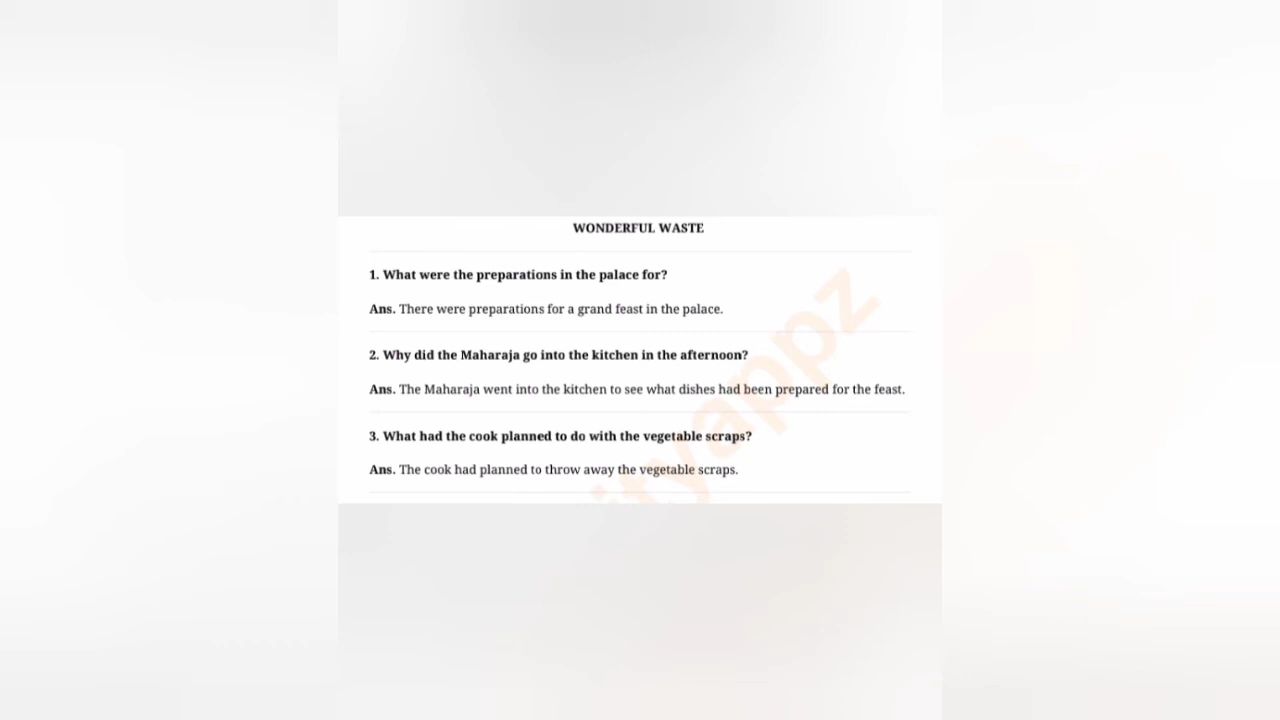 WONDERFUL WASTE
1. What were the preparations in the palace for?
Ans. There were preparations for a grand feast in the palace.
2. Why did the Maharaja go into the kitchen in the afternoon?
Ans. The Maharaja went into the kitchen to see what dishes had been prepared for the feast.
3. What had the cook planned to do with the vegetable scraps?
Ans. The cook had planned to throw away the vegetable scraps.